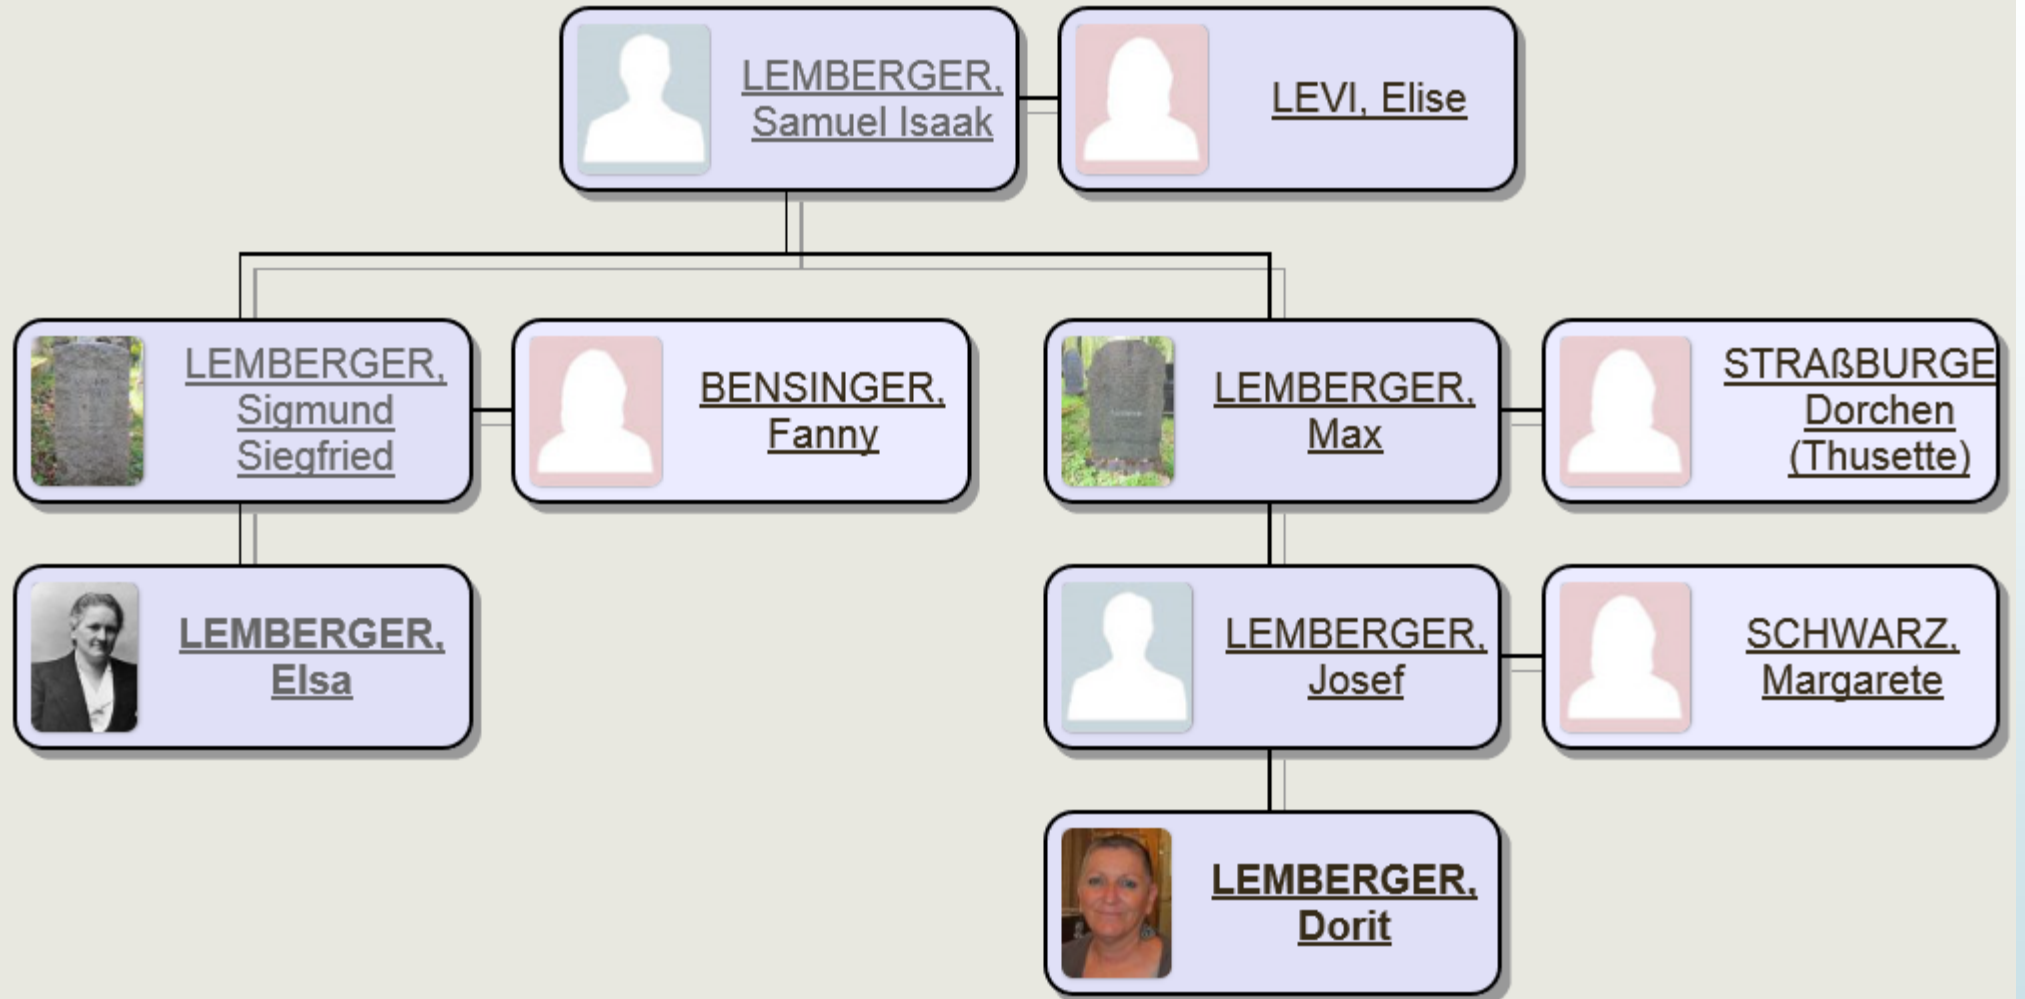 LEMBERGER,
Samuel Isaak
LEVI, Elise
LEMBERGER,
Sigmund
Siegfried
BENSINGER,
Fanny
LEMBERGER,
Max
STRAßBURGE
Dorchen
(Thusette)
LEMBERGER,
Elsa
LEMBERGER,
Josef
SCHWARZ,
Margarete
LEMBERGER,
Dorit